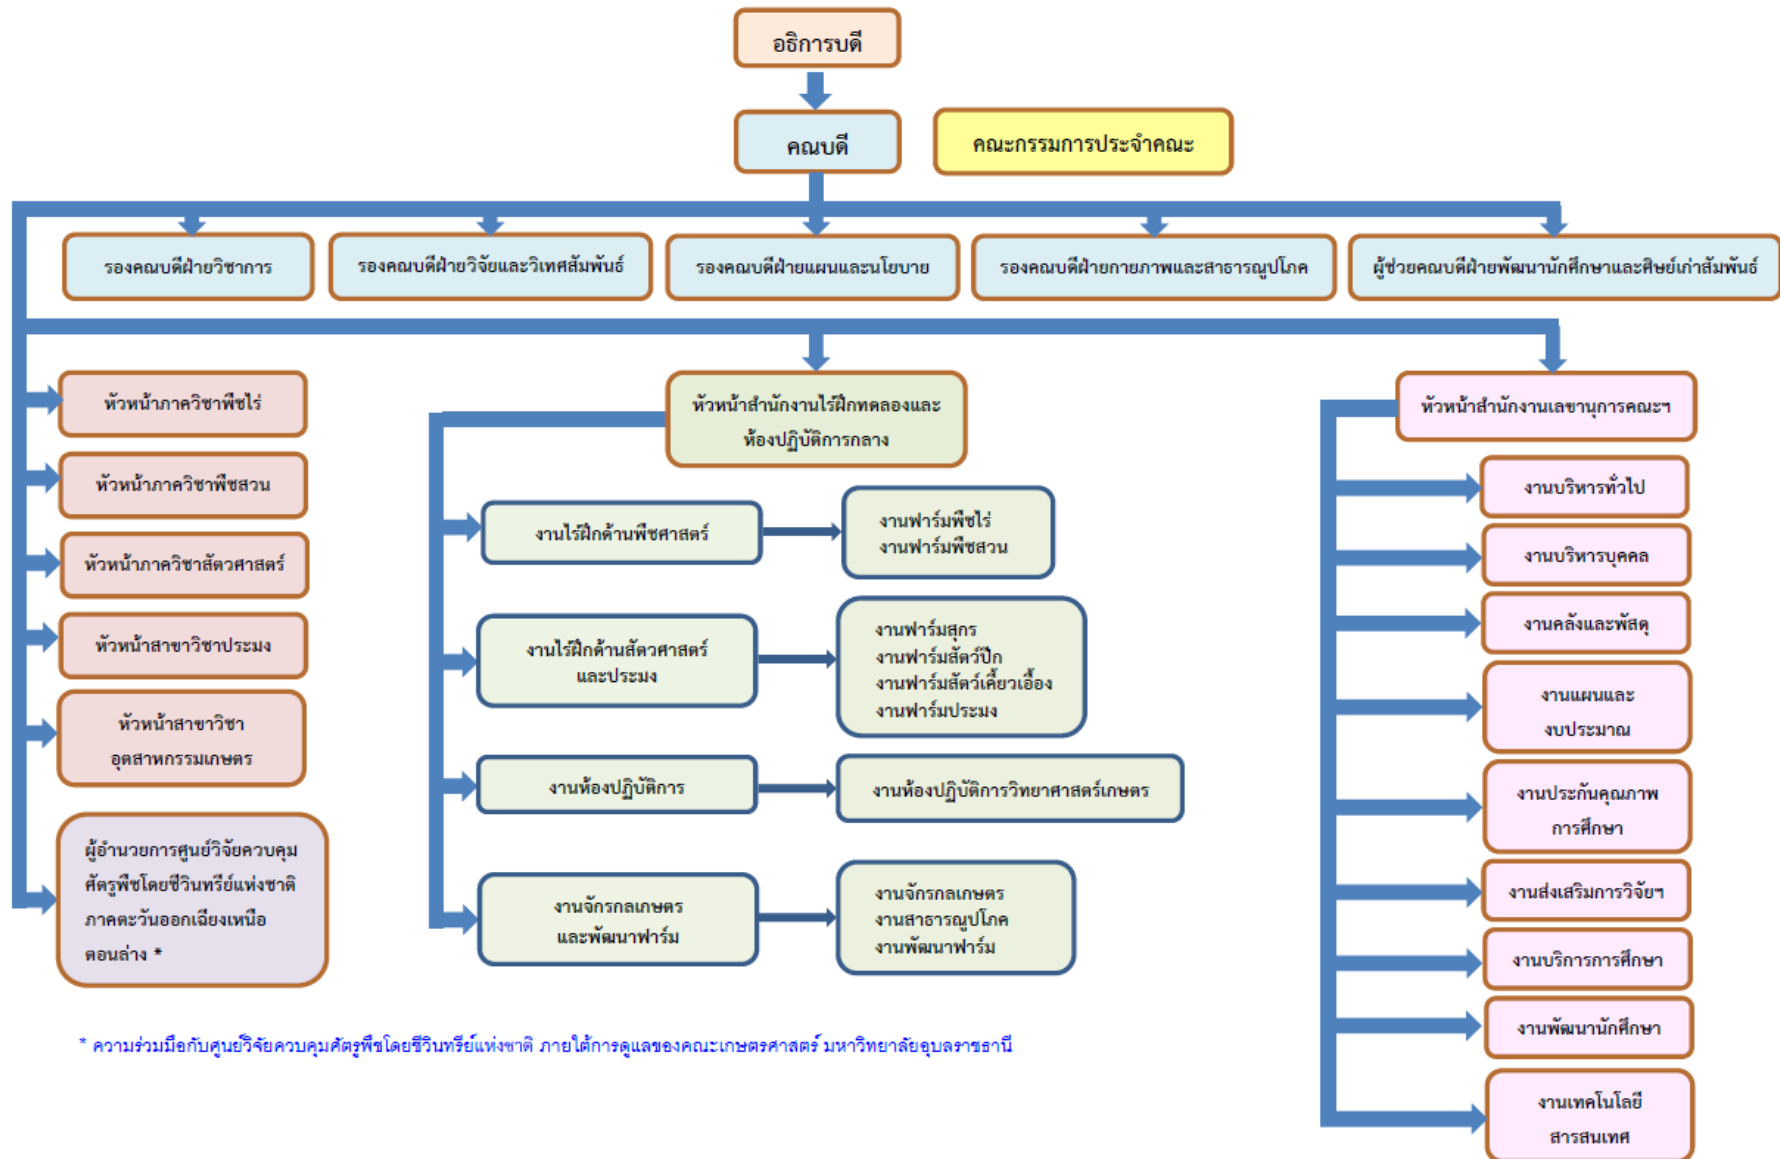 อธิการบดี
คณบดี
คณะกรรมการประจำคณะ
รองคณบดีฝ่ายวิชาการ
รองคณบดีฝ่ายวิจัยและวิเทศสัมพันธ์
รองคณบดีฝ่ายแผนและนโยบาย
รองคณบดีฝ่ายกายภาพและสาธารณูปโภค
ผู้ช่วยคณบดีฝ่ายพัฒนานักศึกษาและศิษย์เก่าสัมพันธ์
หัวหน้าภาควิชาพืชไร่
หัวหน้าภาควิชาพืชสวน
หัวหน้าภาควิชาสัตวศาสตร์
หัวหน้าสาขาวิชาประมง
หัวหน้าสาขาวิชา
อุตสาหกรรมเกษตร
ผู้อำนวยการศูนย์วิจัยควบคุม
ศัตรูพืชโดยชีวินทรีย์แห่งชาติ
ภาคตะวันออกเฉียงเหนือ
ตอนล่าง *
หัวหน้าสำนักงานไร่ฝึกทดลองและ
ห้องปฏิบัติการกลาง
งานไร่ฝึกด้านพืชศาสตร์
งานฟาร์มพืชไร่
งานฟาร์มพืชสวน
งานไร่ฝึกด้านสัตวศาสตร์
และประมง
งานฟาร์มสุกร
งานฟาร์มสัตว์ปีก
งานฟาร์มสัตว์เคี้ยวเอื้อง
งานฟาร์มประมง
งานห้องปฏิบัติการ
งานห้องปฏิบัติการวิทยาศาสตร์เกษตร
งานจักรกลเกษตร
และพัฒนาฟาร์ม
งานจักรกลเกษตร
งานสาธารณูปโภค
งานพัฒนาฟาร์ม
หัวหน้าสำนักงานเลขานุการคณะฯ
งานบริหารทั่วไป
งานบริหารบุคคล
งานคลังและพัสดุ
งานแผนและ
งบประมาณ
งานประกันคุณภาพ
การศึกษา
งานส่งเสริมการวิจัยฯ
งานบริการการศึกษา
งานพัฒนานักศึกษา
งานเทคโนโลยี
สารสนเทศ
* ความร่วมมือกับศูนย์วิจัยควบคุมศัตรูพืชโดยชีวินทรีย์แห่งชาติ ภายใต้การดูแลของคณะเกษตรศาสตร์ มหาวิทยาลัยอุบลราชธานี